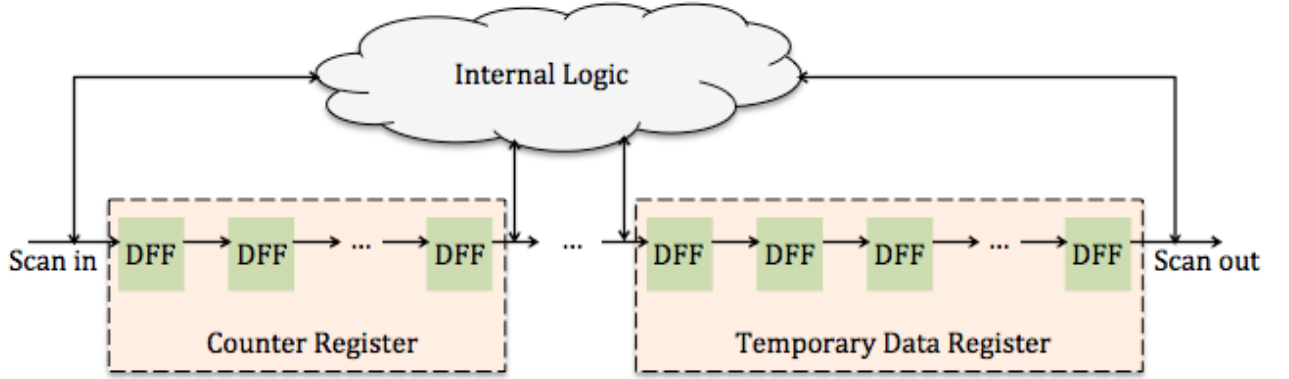 Internal Logic
Scan in
DFF
DFF
...
DFF
...
DFF
DFF
DFF
...
DFF
Scan out
Counter Register
Temporary Data Register